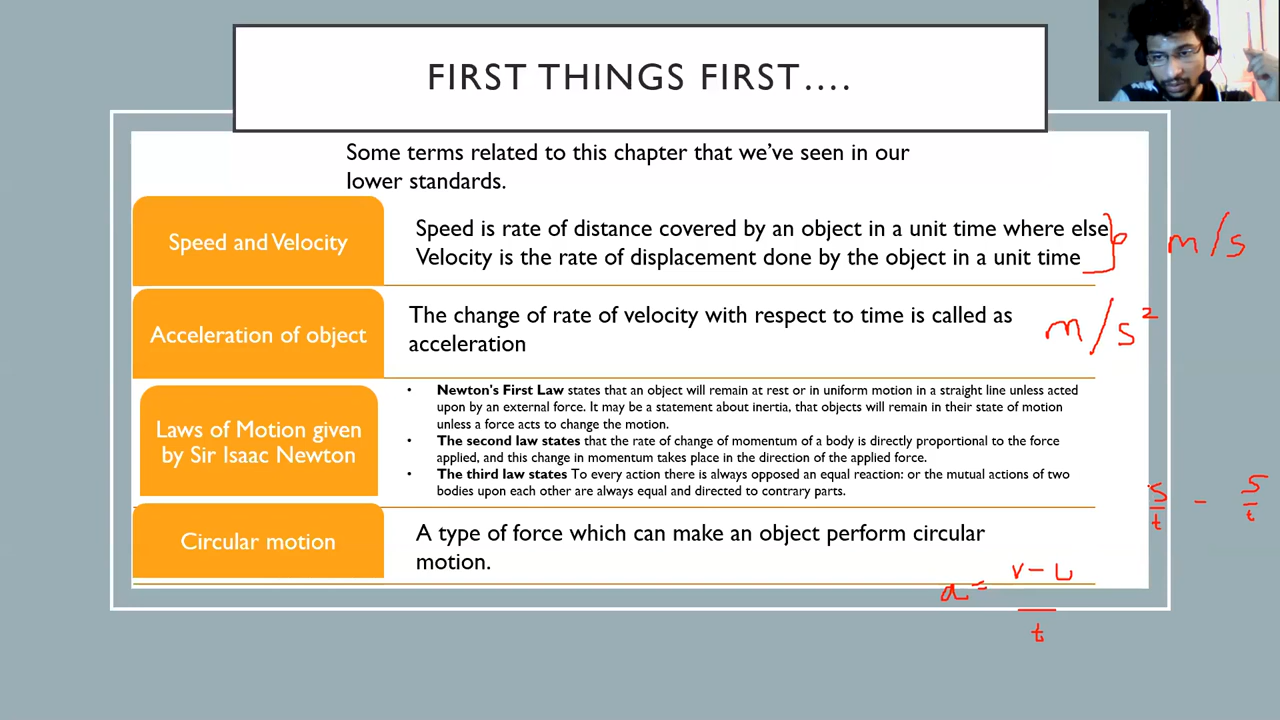 FIRST THINGS FIRST....
Some terms related to this chapter that we've seen in our
lower standards.
Speed and Velocity
Speed is rate of distance covered by an object in a unit time where else
Velocity is the rate of displacement done by the object in a unit time
m/s
Acceleration of object
The change of rate of velocity with respect to time is called as
acceleration
m/s²
Laws of Motion given
by Sir Isaac Newton
• Newton's First Law states that an object will remain at rest or in uniform motion in a straight line unless acted
upon by an external force. It may be a statement about inertia, that objects will remain in their state of motion
unless a force acts to change the motion.
• The second law states that the rate of change of momentum of a body is directly proportional to the force
applied, and this change in momentum takes place in the direction of the applied force.
• The third law states To every action there is always opposed an equal reaction: or the mutual actions of two
bodies upon each other are always equal and directed to contrary parts.
s/t - s/t
Circular motion
A type of force which can make an object perform circular
motion.
a = v-u
t